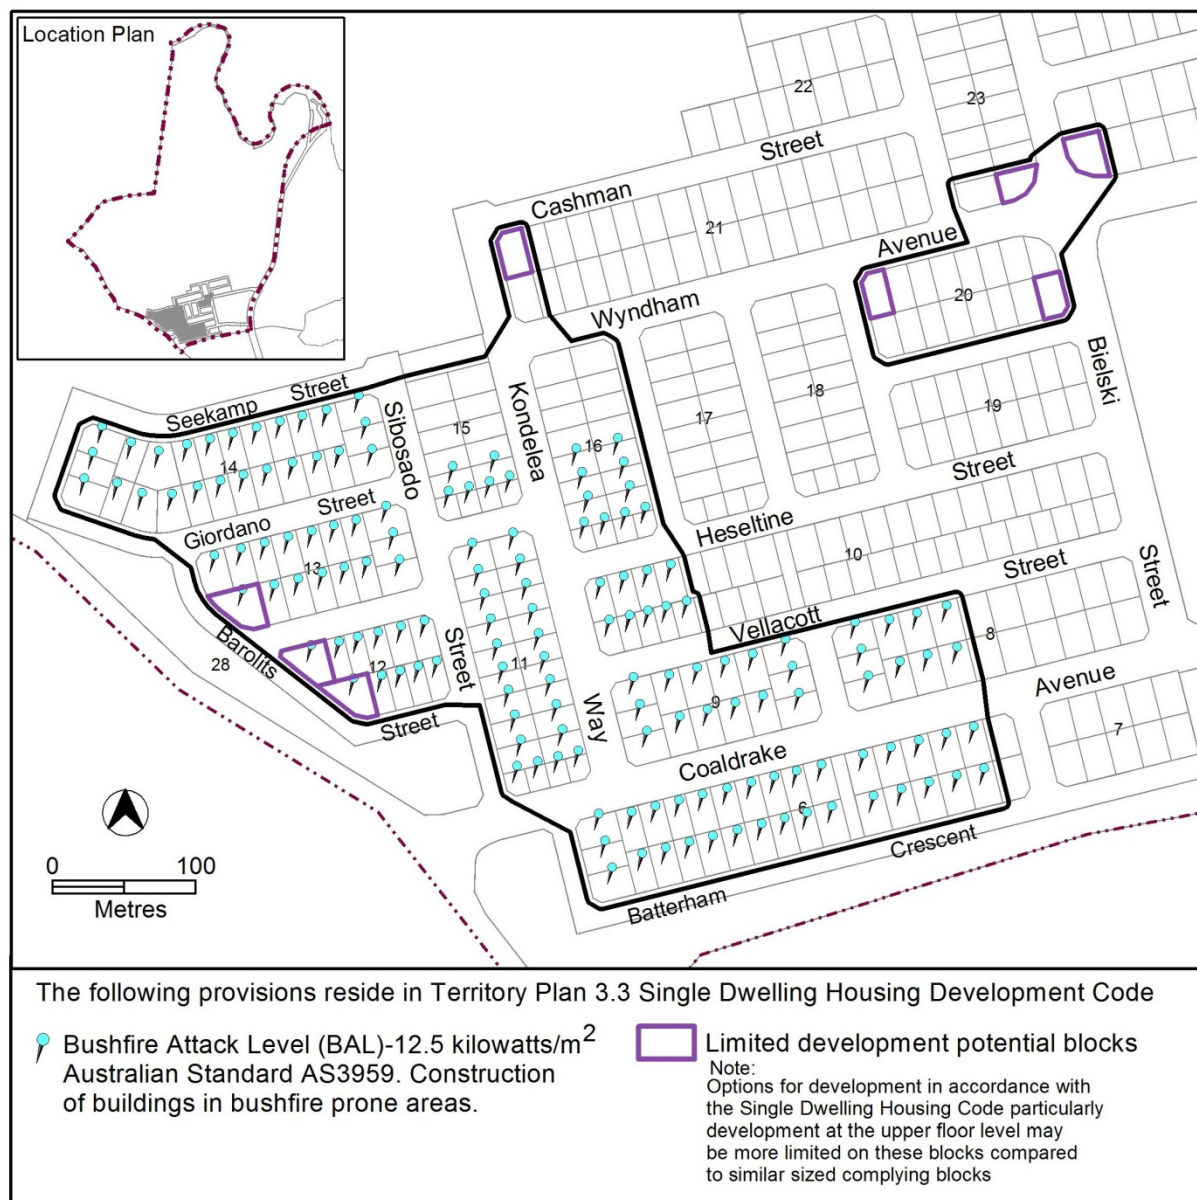 Location Plan
22
23
Street
Cashman
21
Avenue
Wyndham
20
Bielski
Kondelea
Street
Seekamp
Sibosado
15
16
17
18
19
14
Street
Giordano
Street
Heseltine
10
13
Street
Street
Vellacott
Barolits
28
12
Street
11
8
Avenue
Way
9
7
Street
Coaldrake
6
Crescent
Batterham
0 100
Metres
The following provisions reside in Territory Plan 3.3 Single Dwelling Housing Development Code
Bushfire Attack Level (BAL)-12.5 kilowatts/m2
Australian Standard AS3959. Construction
of buildings in bushfire prone areas.
Limited development potential blocks
Note:
Options for development in accordance with
the Single Dwelling Housing Code particularly
development at the upper floor level may
be more limited on these blocks compared
to similar sized complying blocks